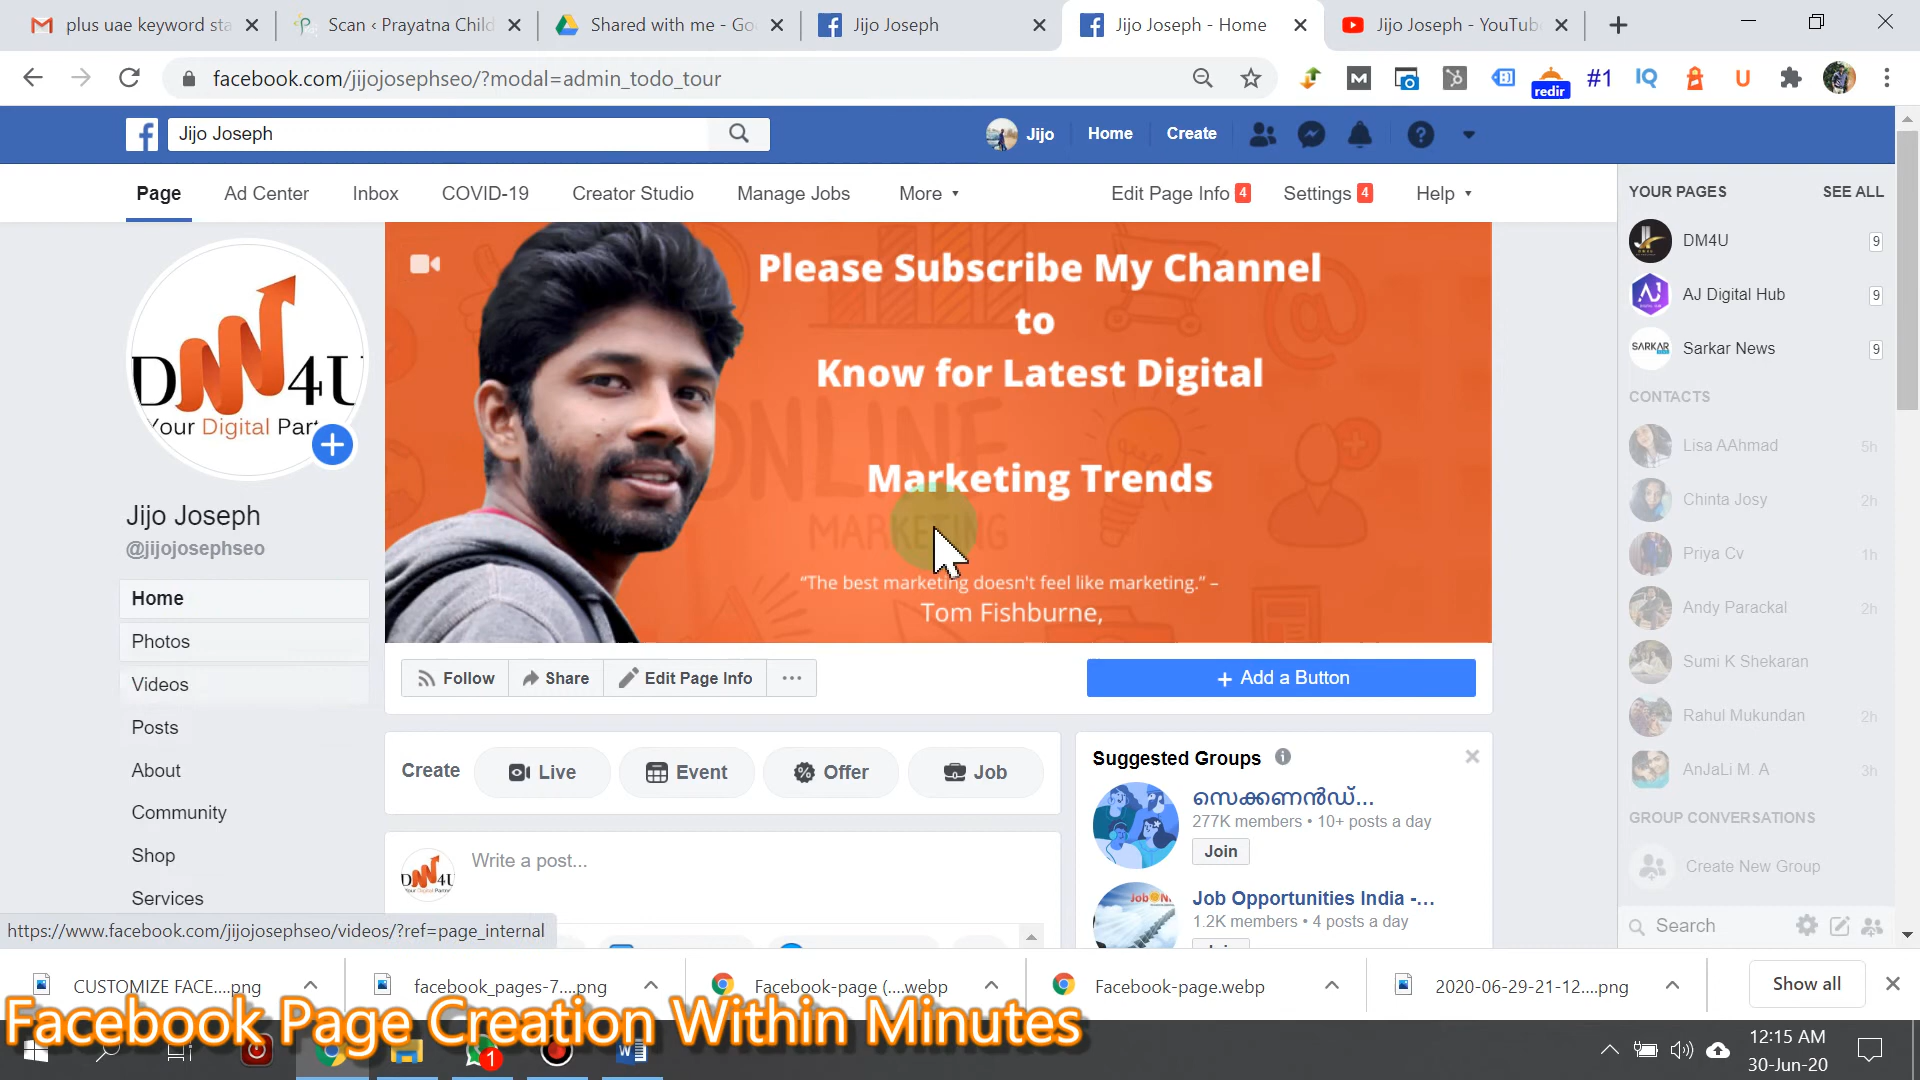 plus uae keyword sta
Scan ‹ Prayatna Child
Shared with me - Go
Jijo Joseph
Jijo Joseph - Home
Jijo Joseph - YouTube
facebook.com/jijojosephseo/?modal=admin_todo_tour
redir
#1
IQ
U
Jijo Joseph
Jijo
Home
Create
Page
Ad Center
Inbox
COVID-19
Creator Studio
Manage Jobs
More
Edit Page Info 4
Settings 4
Help
YOUR PAGES
SEE ALL
DM4U
9
AJ Digital Hub
9
SARKAR
Sarkar News
9
CONTACTS
Lisa AAhmad
5h
Chinta Josy
2h
Priya Cv
1h
Andy Parackal
2h
Sumi K Shekaran
Rahul Mukundan
2h
AnJaLi M. A
3h
GROUP CONVERSATIONS
Create New Group
Search
DM4U
Your Digital Part
Jijo Joseph
@jijojosephseo
Home
Photos
Videos
Posts
About
Community
Shop
Services
Please Subscribe My Channel
to
Know for Latest Digital
Marketing Trends
ONLINE
MARKETING
“The best marketing doesn't feel like marketing.” –
Tom Fishburne,
Follow
Share
Edit Page Info
+ Add a Button
Create
Live
Event
Offer
Job
Write a post...
Suggested Groups
സെക്കണൻഡ്...
277K members • 10+ posts a day
Join
Job Opportunities India -...
1.2K members • 4 posts a day
https://www.facebook.com/jijojosephseo/videos/?ref=page_internal
CUSTOMIZE FACE....png
facebook_pages-7....png
Facebook-page (....webp
Facebook-page.webp
2020-06-29-21-12....png
Show all
Facebook Page Creation Within Minutes
1
12:15 AM
30-Jun-20